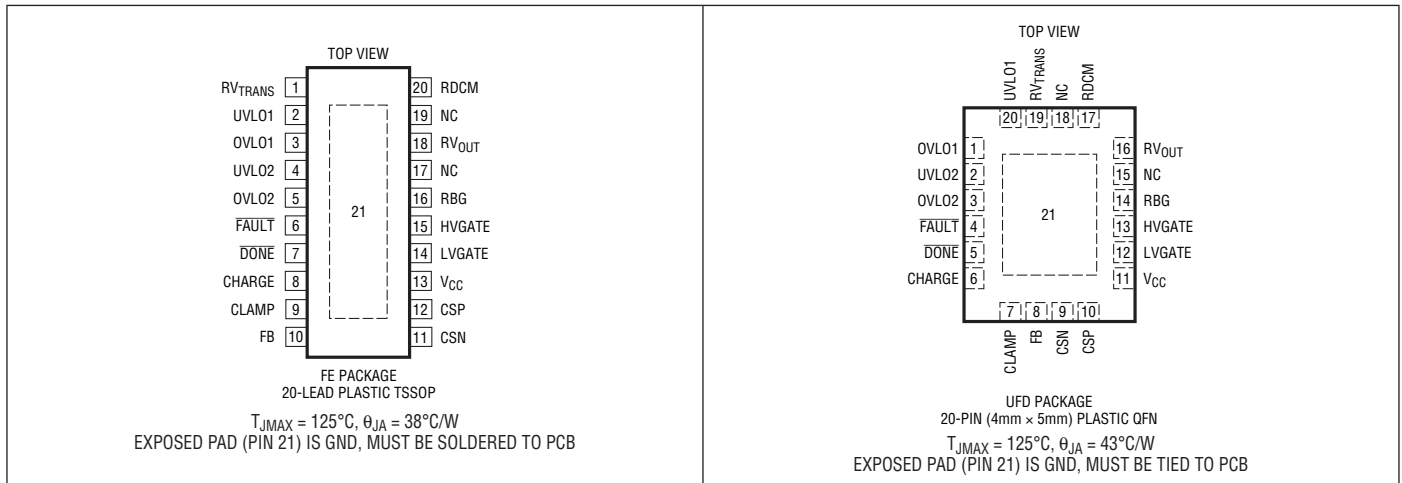 TOP VIEW
RVTRANS 1
UVLO1 2
OVLO1 3
UVLO2 4
OVLO2 5
FAULT 6
DONE 7
CHARGE 8
CLAMP 9
FB 10
20 RDCM
19 NC
18 RVOUT
17 NC
16 RBG
15 HVGATE
14 LVGATE
13 VCC
12 CSP
11 CSN
21
FE PACKAGE
20-LEAD PLASTIC TSSOP
TJMAX = 125°C, θJA = 38°C/W
EXPOSED PAD (PIN 21) IS GND, MUST BE SOLDERED TO PCB
TOP VIEW
UVLO1 RVTRANS NC RDCM
20 19 18 17
OVLO1 1
UVLO2 2
OVLO2 3
FAULT 4
DONE 5
CHARGE 6
21
16 RVOUT
15 NC
14 RBG
13 HVGATE
12 LVGATE
11 VCC
7 8 9 10
CLAMP FB CSN CSP
UFD PACKAGE
20-PIN (4mm × 5mm) PLASTIC QFN
TJMAX = 125°C, θJA = 43°C/W
EXPOSED PAD (PIN 21) IS GND, MUST BE TIED TO PCB